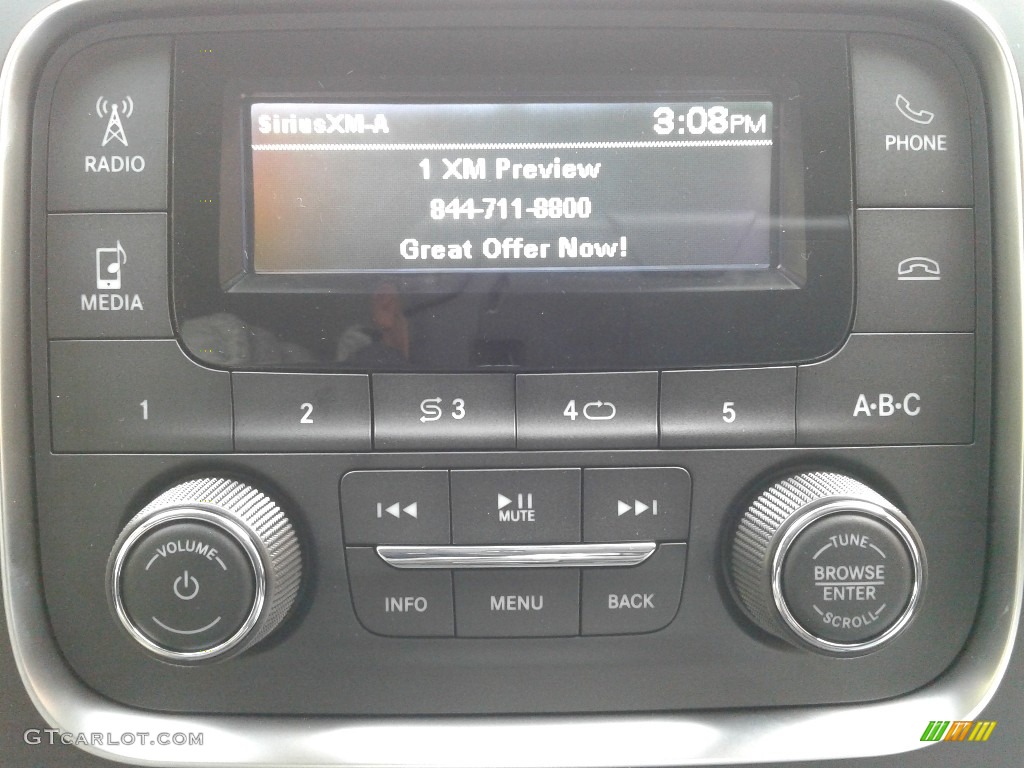 SiriusXM-A 3:08PM
1 XM Preview
844-711-8800
Great Offer Now!
RADIO
PHONE
MEDIA
1 2 3 4 5 A•B•C
MUTE
VOLUME
INFO MENU BACK
TUNE
BROWSE
ENTER
SCROLL
GTCarLot.com